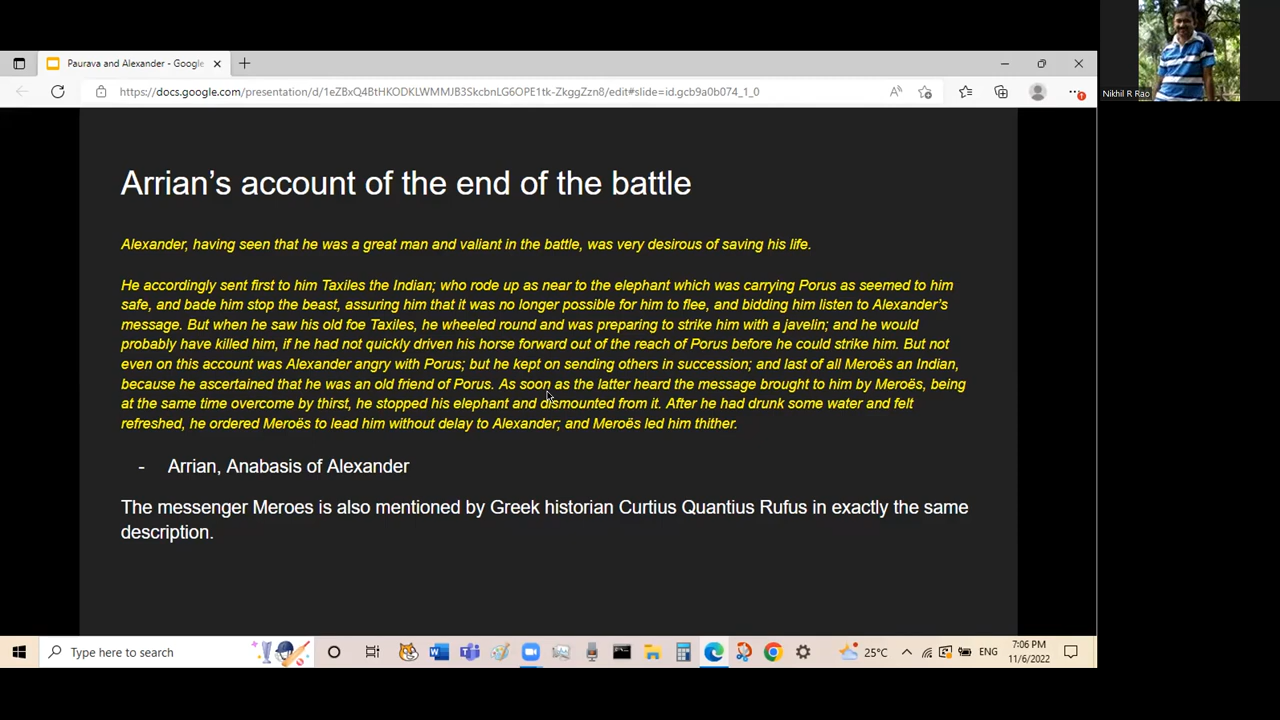 Paurava and Alexander - Google
https://docs.google.com/presentation/d/1eZBxQ4BtHKODKLWMMJB3SkcbnLG6OPE1tk-ZkggZzn8/edit#slide=id.gcb9a0b074_1_0
Nikhil R Rao
Arrian’s account of the end of the battle
Alexander, having seen that he was a great man and valiant in the battle, was very desirous of saving his life.
He accordingly sent first to him Taxiles the Indian; who rode up as near to the elephant which was carrying Porus as seemed to him
safe, and bade him stop the beast, assuring him that it was no longer possible for him to flee, and bidding him listen to Alexander’s
message. But when he saw his old foe Taxiles, he wheeled round and was preparing to strike him with a javelin; and he would
probably have killed him, if he had not quickly driven his horse forward out of the reach of Porus before he could strike him. But not
even on this account was Alexander angry with Porus; but he kept on sending others in succession; and last of all Meroës an Indian,
because he ascertained that he was an old friend of Porus. As soon as the latter heard the message brought to him by Meroës, being
at the same time overcome by thirst, he stopped his elephant and dismounted from it. After he had drunk some water and felt
refreshed, he ordered Meroës to lead him without delay to Alexander; and Meroës led him thither.
- Arrian, Anabasis of Alexander
The messenger Meroes is also mentioned by Greek historian Curtius Quantius Rufus in exactly the same
description.
Type here to search
25°C
ENG
7:06 PM
11/6/2022